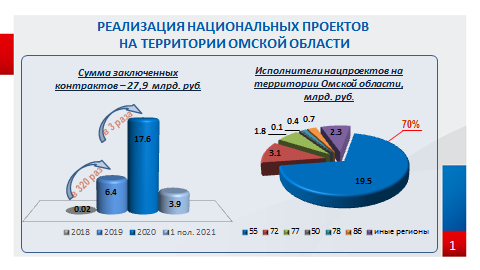 РЕАЛИЗАЦИЯ НАЦИОНАЛЬНЫХ ПРОЕКТОВ
НА ТЕРРИТОРИИ ОМСКОЙ ОБЛАСТИ
Сумма заключенных
контрактов – 27,9 млрд. руб.
в 320 раз
в 3 раза
0.02
6.4
17.6
3.9
2018 2019 2020 1 пол. 2021
Исполнители нацпроектов на
территории Омской области,
млрд. руб.
70%
19.5
3.1
1.8
0.1
0.4
0.7
2.3
55 72 77 50 78 86 иные регионы
1